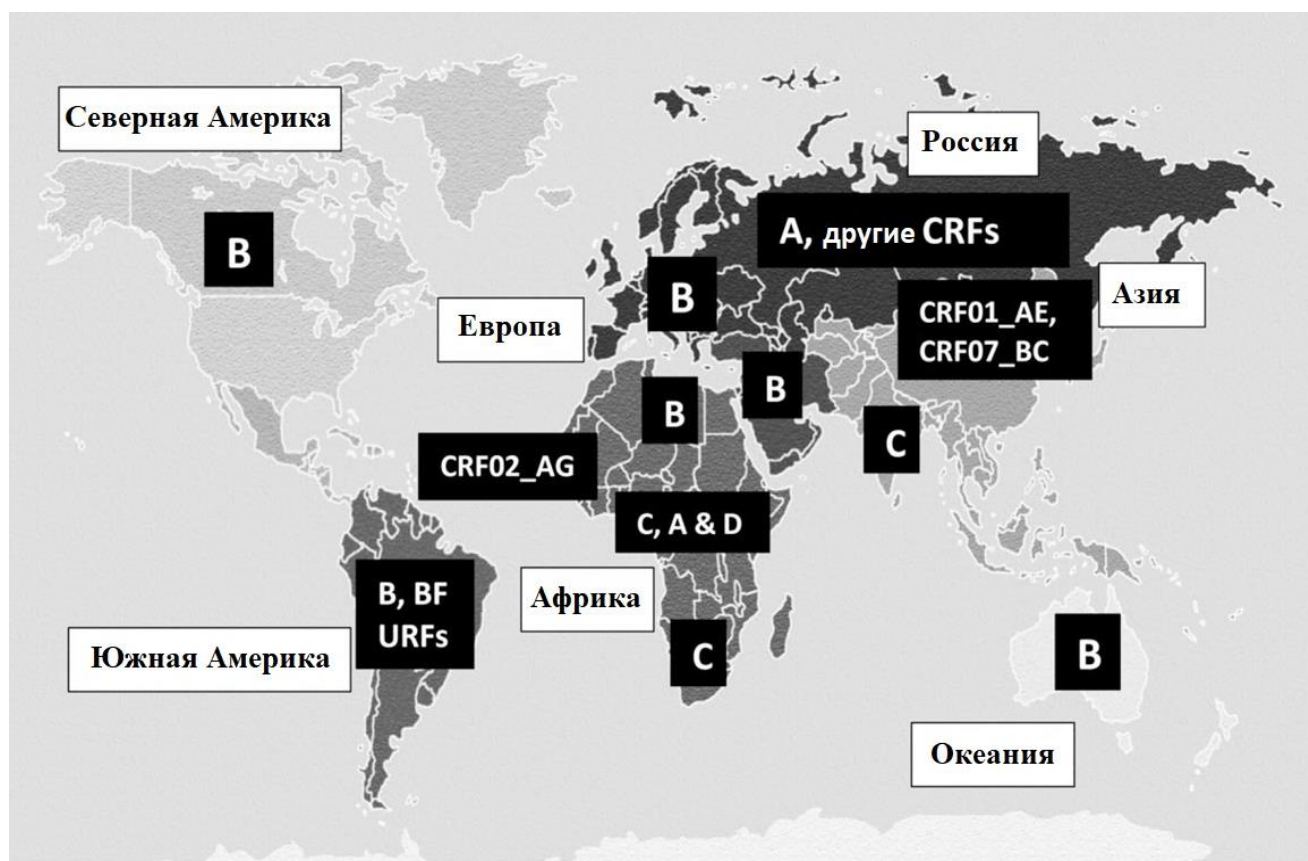 Северная Америка
Россия
B
A, другие CRFs
B
Азия
CRF01_AE,
CRF07_BC
Европа
B
B
C
CRF02_AG
C, A & D
B, BF
URFs
Африка
C
B
Южная Америка
Океания